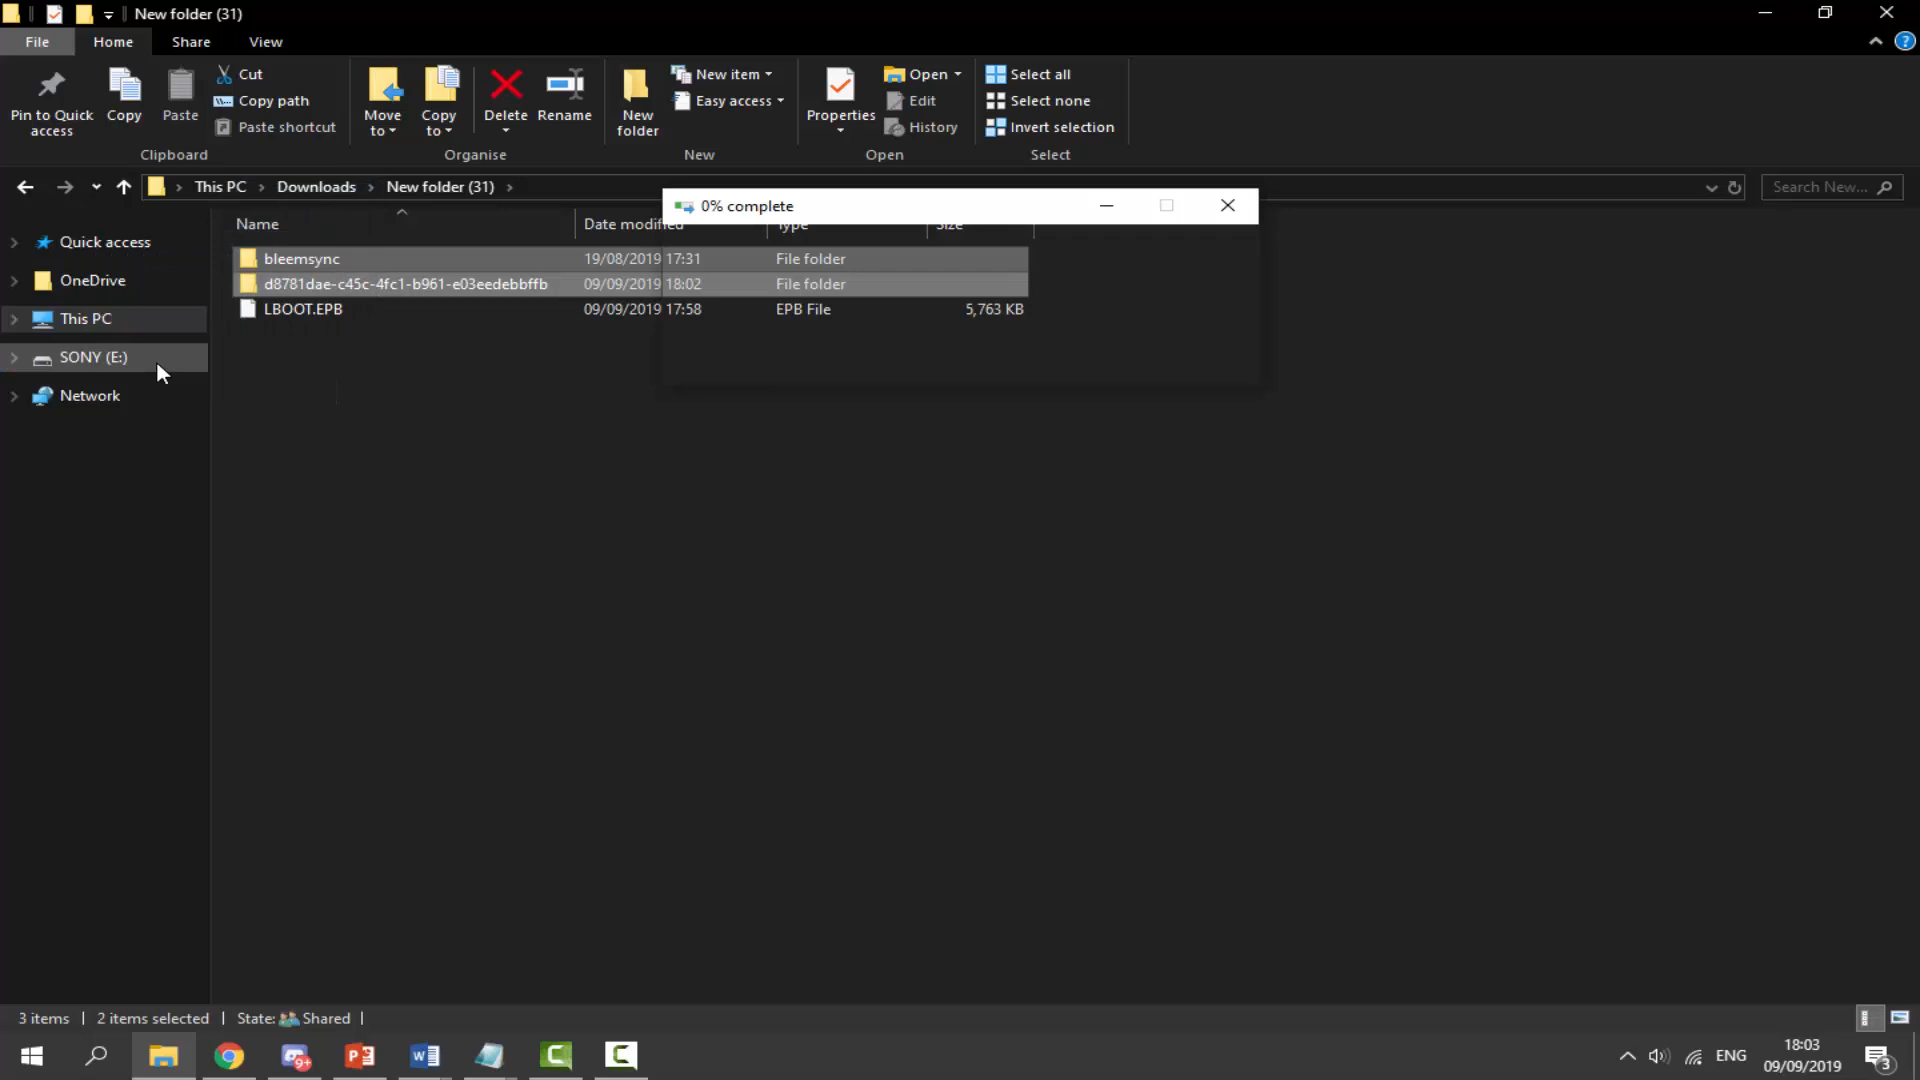 New folder (31)
File
Home
Share
View
Pin to Quick access
Copy
Paste
Cut
Copy path
Paste shortcut
Clipboard
Move to
Copy to
Delete
Rename
Organise
New folder
New item
Easy access
New
Properties
Open
Edit
History
Open
Select all
Select none
Invert selection
Select
This PC
Downloads
New folder (31)
Search New...
0% complete
Name
Date modified
Type
Size
Quick access
OneDrive
This PC
SONY (E:)
Network
bleemsync 19/08/2019 17:31 File folder
d8781dae-c45c-4fc1-b961-e03eedebbffb 09/09/2019 18:02 File folder
LBOOT.EPB 09/09/2019 17:58 EPB File 5,763 KB
3 items
2 items selected
State: Shared
9+
ENG
18:03
09/09/2019
3